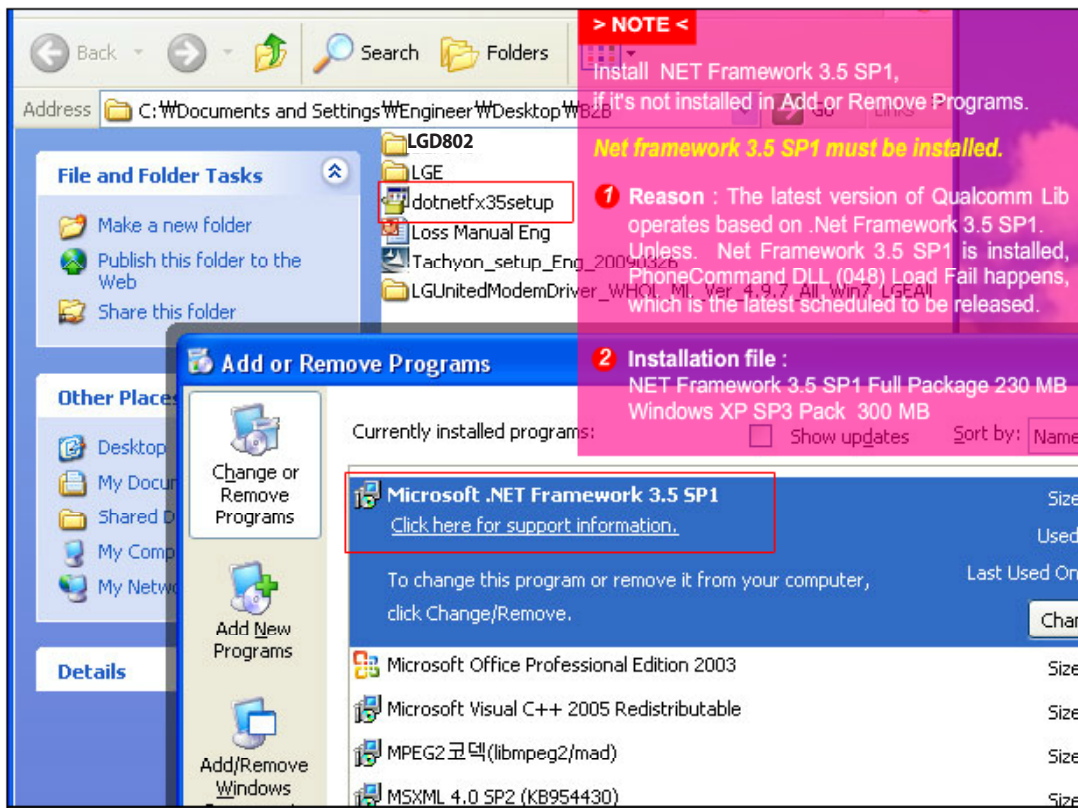 Back
Search
Folders
Address
C:₩Documents and Settings₩Engineer₩Desktop₩B2B
Go
Links
> NOTE <
Install NET Framework 3.5 SP1,
if it's not installed in Add or Remove Programs.
Net framework 3.5 SP1 must be installed.
1 Reason : The latest version of Qualcomm Lib
operates based on .Net Framework 3.5 SP1.
Unless. Net Framework 3.5 SP1 is installed,
PhoneCommand DLL (048) Load Fail happens,
which is the latest scheduled to be released.
2 Installation file :
NET Framework 3.5 SP1 Full Package 230 MB
Windows XP SP3 Pack 300 MB
File and Folder Tasks
Make a new folder
Publish this folder to the
Web
Share this folder
Other Places
Desktop
My Docum
Shared D
My Comp
My Netwo
Details
LGD802
LGE
dotnetfx35setup
Loss Manual Eng
Tachyon_setup_Eng_20090326
LGUnitedModemDriver_WHQL_ML_Ver_4.9.7_All_Win7_LGEAll
Add or Remove Programs
Change or
Remove
Programs
Add New
Programs
Add/Remove
Windows
Currently installed programs:
Show updates
Sort by:
Name
Microsoft .NET Framework 3.5 SP1
Click here for support information.
Size
Used
Last Used On
To change this program or remove it from your computer,
click Change/Remove.
Chan
Microsoft Office Professional Edition 2003
Size
Microsoft Visual C++ 2005 Redistributable
Size
MPEG2코덱(libmpeg2/mad)
Size
MSXML 4.0 SP2 (KB954430)
Size